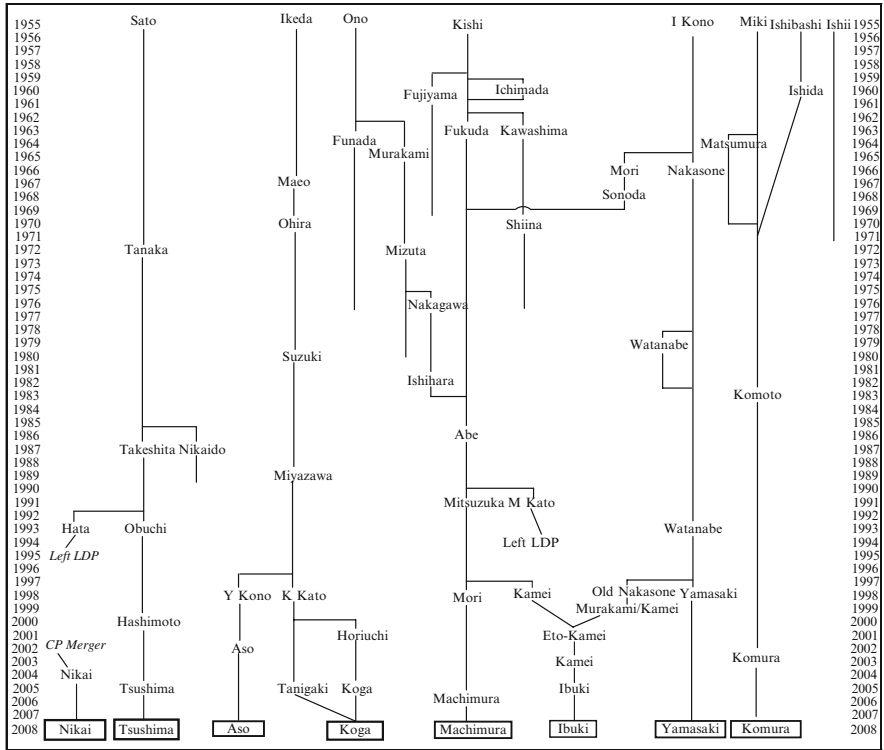 1955 Sato Ikeda Ono Kishi I Kono Miki Ishibashi Ishii 1955
1956 1956
1957 1957
1958 1958
1959 1959
1960 Fujiyama Ichimada Ishida 1960
1961 1961
1962 1962
1963 Funada Fukuda Kawashima 1963
1964 Murakami Matsumura 1964
1965 1965
1966 Mori Nakasone 1966
1967 Maeo 1967
1968 Sonoda 1968
1969 1969
1970 Ohira Shiina 1970
1971 1971
1972 Tanaka Mizuta 1972
1973 1973
1974 1974
1975 1975
1976 Nakagawa 1976
1977 1977
1978 1978
1979 Watanabe 1979
1980 Suzuki 1980
1981 1981
1982 Ishihara 1982
1983 Komoto 1983
1984 1984
1985 1985
1986 Abe 1986
1987 Takeshita Nikaido 1987
1988 1988
1989 Miyazawa 1989
1990 1990
1991 Mitsuzuka M Kato 1991
1992 1992
1993 Hata Obuchi Watanabe 1993
1994 Left LDP 1994
1995 Left LDP 1995
1996 1996
1997 1997
1998 Y Kono K Kato Mori Kamei Old Nakasone Yamasaki 1998
1999 Murakami/Kamei 1999
2000 Hashimoto 2000
2001 Horiuchi Eto-Kamei 2001
2002 CP Merger Aso 2002
2003 Kamei Komura 2003
2004 Nikai 2004
2005 Tsushima Tanigaki Koga Ibuki 2005
2006 Machimura 2006
2007 2007
2008 Nikai Tsushima Aso Koga Machimura Ibuki Yamasaki Komura 2008